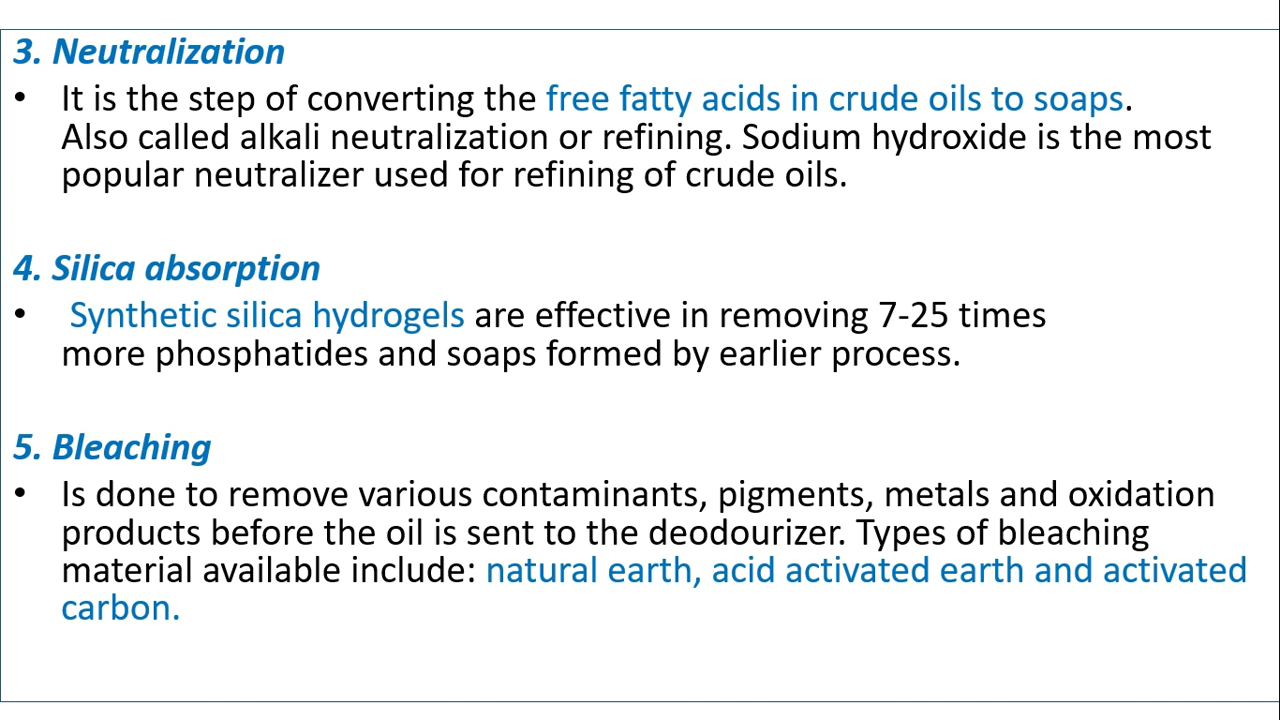 3. Neutralization
• It is the step of converting the free fatty acids in crude oils to soaps.
Also called alkali neutralization or refining. Sodium hydroxide is the most
popular neutralizer used for refining of crude oils.
4. Silica absorption
• Synthetic silica hydrogels are effective in removing 7-25 times
more phosphatides and soaps formed by earlier process.
5. Bleaching
• Is done to remove various contaminants, pigments, metals and oxidation
products before the oil is sent to the deodourizer. Types of bleaching
material available include: natural earth, acid activated earth and activated
carbon.